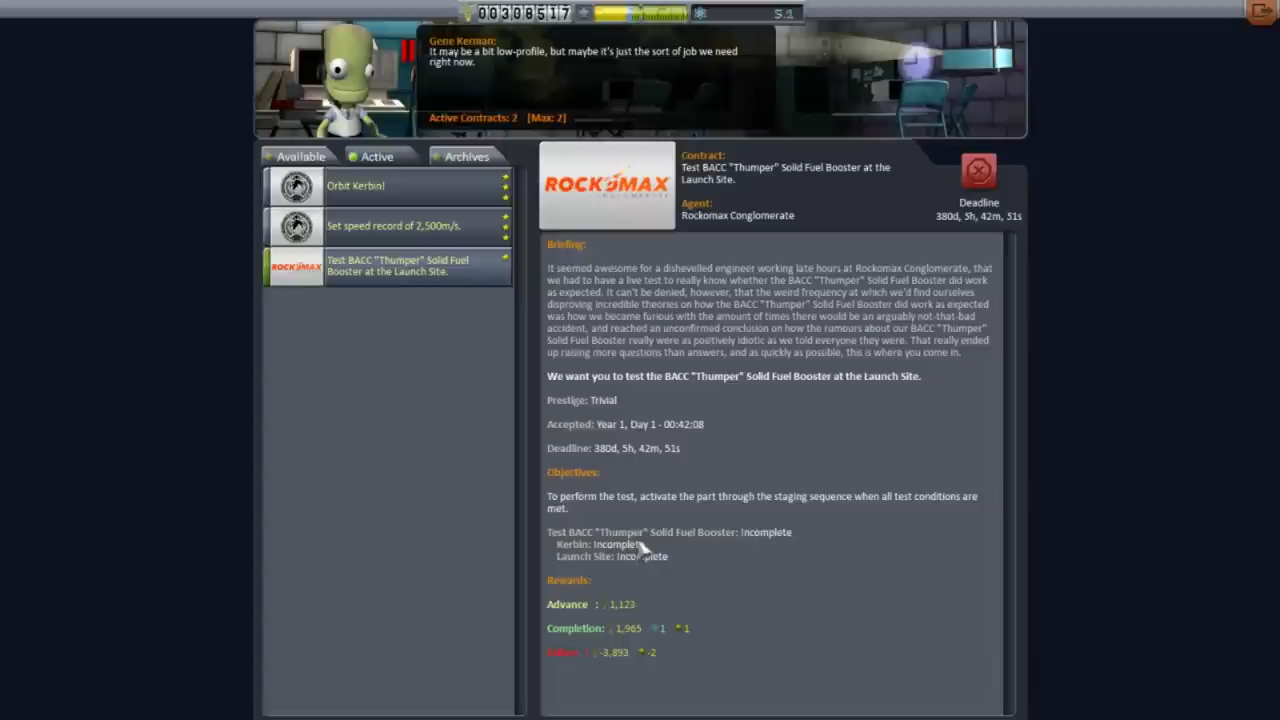 00308517
5.1
Gene Kerman:
It may be a bit low-profile, but maybe it's just the sort of job we need
right now.
Active Contracts: 2 [Max: 2]
Available
Active
Archives
Orbit Kerbin!
Set speed record of 2,500m/s.
ROCKOMAX
Test BACC "Thumper" Solid Fuel
Booster at the Launch Site.
ROCKOMAX
CONGLOMERATE
Contract:
Test BACC "Thumper" Solid Fuel Booster at the
Launch Site.
Agent:
Rockomax Conglomerate
Deadline
380d, 5h, 42m, 51s
Briefing:
It seemed awesome for a dishevelled engineer working late hours at Rockomax Conglomerate, that
we had to have a live test to really know whether the BACC "Thumper" Solid Fuel Booster did work
as expected. It can't be denied, however, that the weird frequency at which we'd find ourselves
disproving incredible theories on how the BACC "Thumper" Solid Fuel Booster did work as expected
was how we became furious with the amount of times there would be an arguably not-that-bad
accident, and reached an unconfirmed conclusion on how the rumours about our BACC "Thumper"
Solid Fuel Booster really were as positively idiotic as we told everyone they were. That really ended
up raising more questions than answers, and as quickly as possible, this is where you come in.
We want you to test the BACC "Thumper" Solid Fuel Booster at the Launch Site.
Prestige: Trivial
Accepted: Year 1, Day 1 - 00:42:08
Deadline: 380d, 5h, 42m, 51s
Objectives:
To perform the test, activate the part through the staging sequence when all test conditions are
met.
Test BACC "Thumper" Solid Fuel Booster: Incomplete
Kerbin: Incomplete
Launch Site: Incomplete
Rewards:
Advance : 1,123
Completion: 1,965 1 1
Failure : -3,893 -2